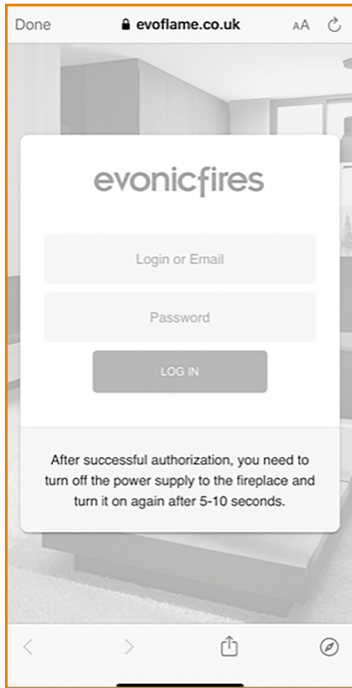 Done evoflame.co.uk AA
evonicfires
Login or Email
Password
LOG IN
After successful authorization, you need to
turn off the power supply to the fireplace and
turn it on again after 5-10 seconds.